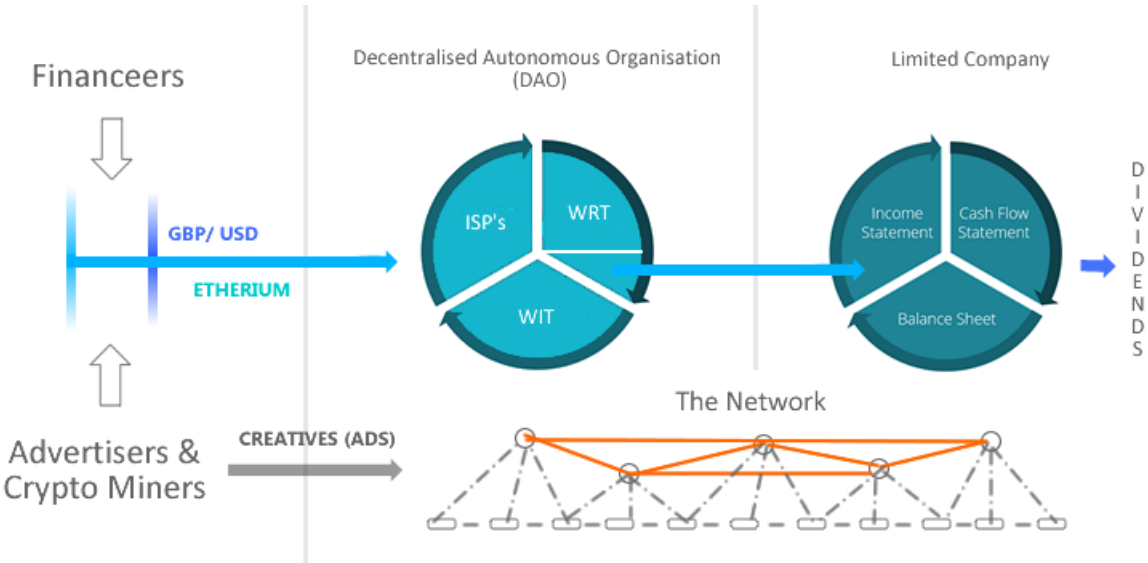 Financeers
Decentralised Autonomous Organisation
(DAO)
Limited Company
GBP/ USD
ETHERIUM
ISP's
WRT
WIT
Income
Statement
Cash Flow
Statement
Balance Sheet
DIVIDENDS
Advertisers &
Crypto Miners
CREATIVES (ADS)
The Network